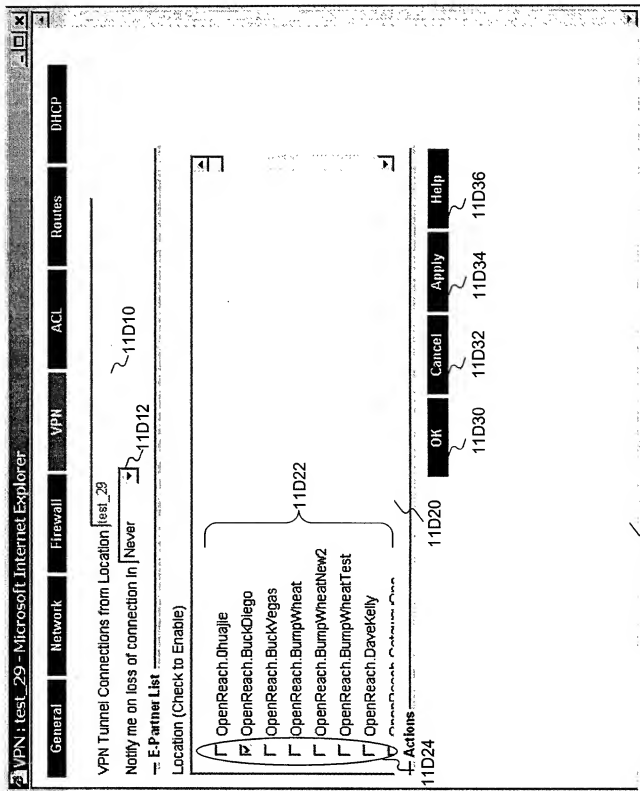 VPN : test_29 - Microsoft Internet Explorer
General Network Firewall VPN ACL Routes DHCP
VPN Tunnel Connections from Location test_29
Notify me on loss of connection In Never
11D12
11D10
E-Partner List
Location (Check to Enable)
OpenReach.0huajie
OpenReach.BuckDiego
OpenReach.BuckVegas
OpenReach.BumpWheat
OpenReach.BumpWheatNew2
OpenReach.BumpWheatTest
OpenReach.DaveKelly
OpenReach.GatewayOne
11D22
Actions
11D24
11D20
OK Cancel Apply Help
11D30 11D32 11D34 11D36